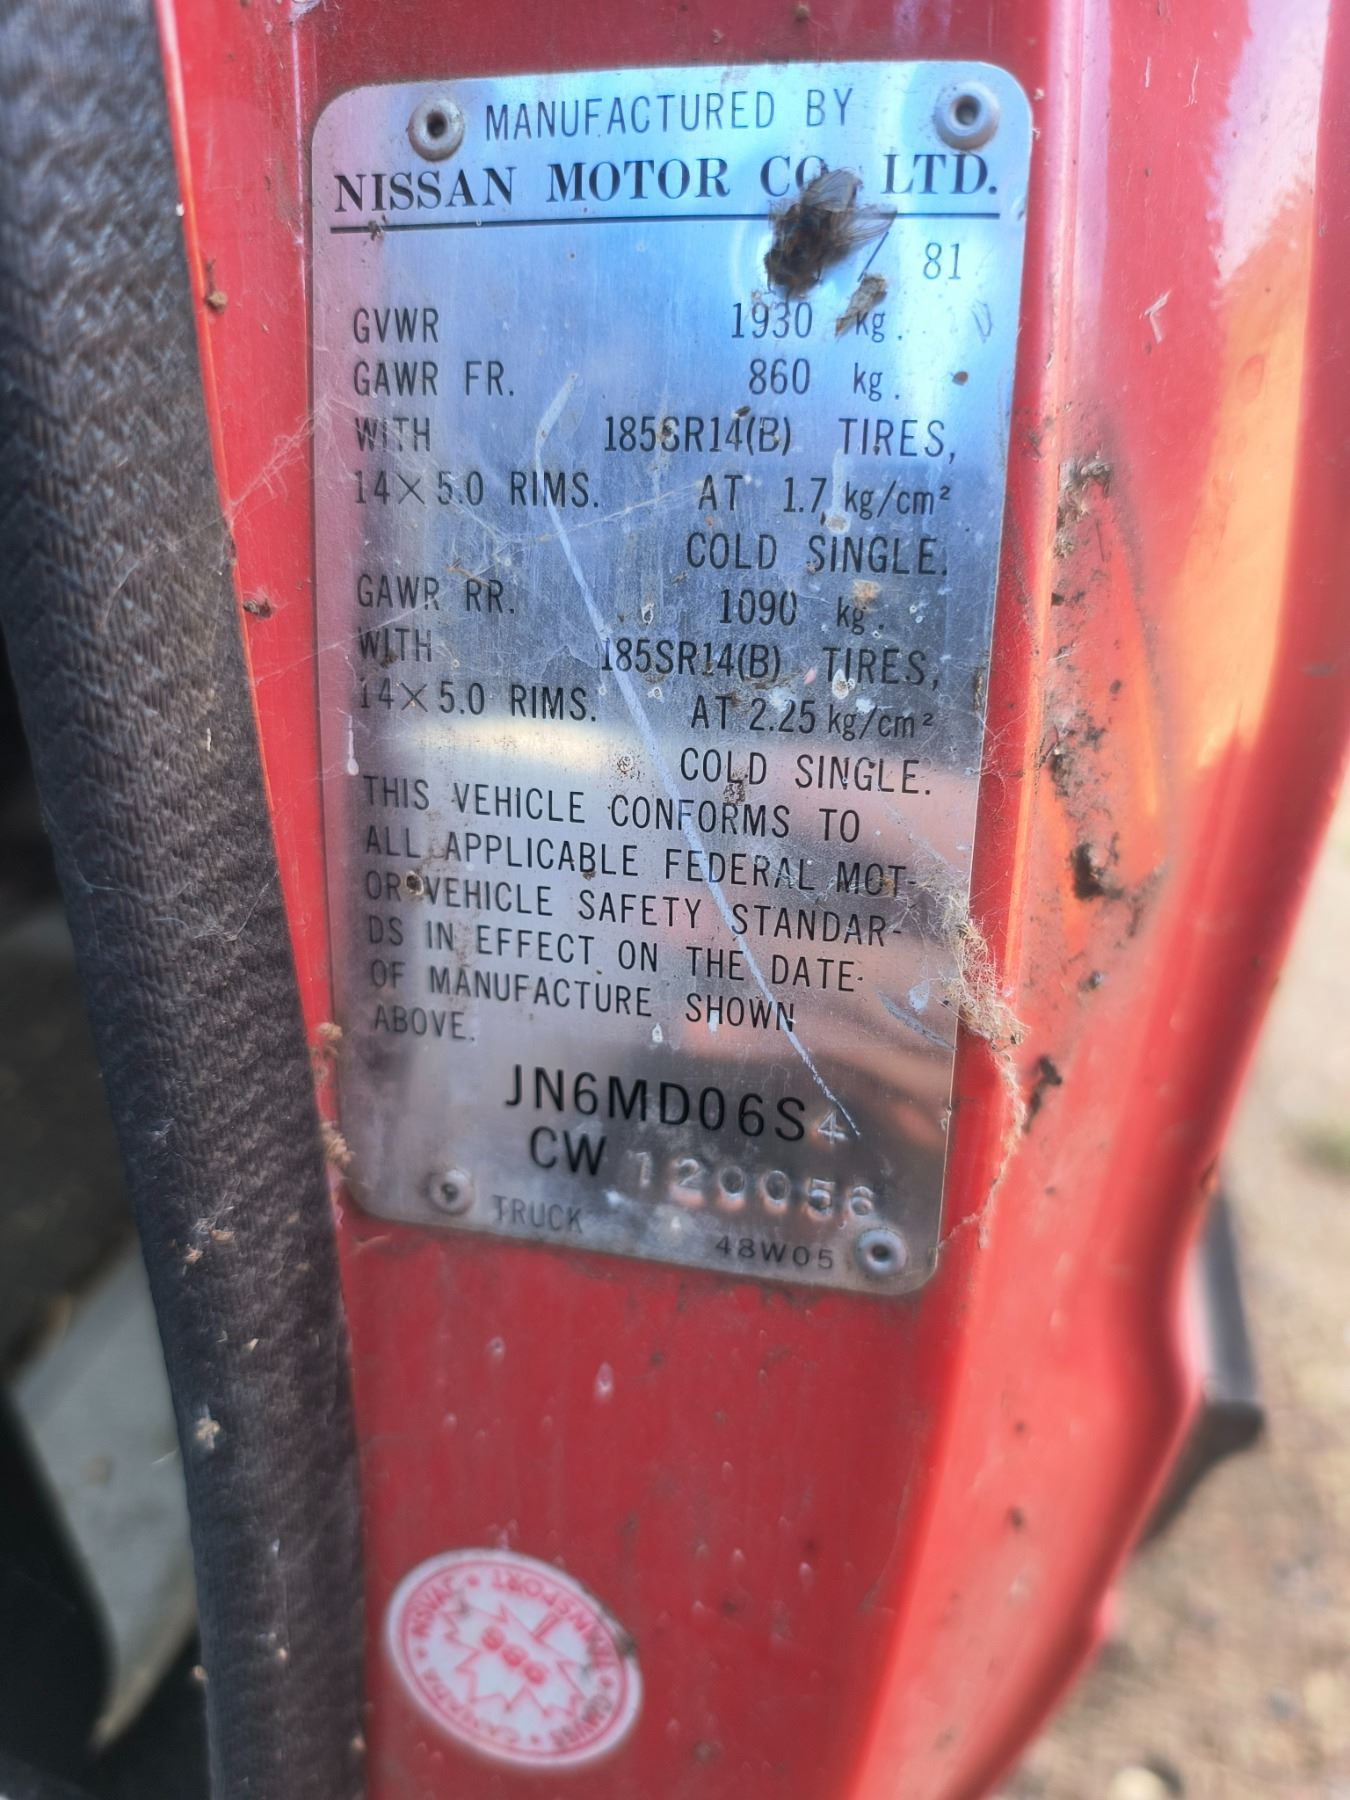 MANUFACTURED BY
NISSAN MOTOR CO., LTD.
/ 81
GVWR 1930 kg.
GAWR FR. 860 kg.
WITH 185SR14(B) TIRES,
14×5.0 RIMS. AT 1.7 kg/cm²
COLD SINGLE.
GAWR RR. 1090 kg.
WITH 185SR14(B) TIRES,
14×5.0 RIMS. AT 2.25 kg/cm²
COLD SINGLE.
THIS VEHICLE CONFORMS TO
ALL APPLICABLE FEDERAL MOT-
OR VEHICLE SAFETY STANDAR-
DS IN EFFECT ON THE DATE
OF MANUFACTURE SHOWN
ABOVE.
JN6MD06S4
CW 120056
TRUCK 48W05
TRANSPORT
CANADA